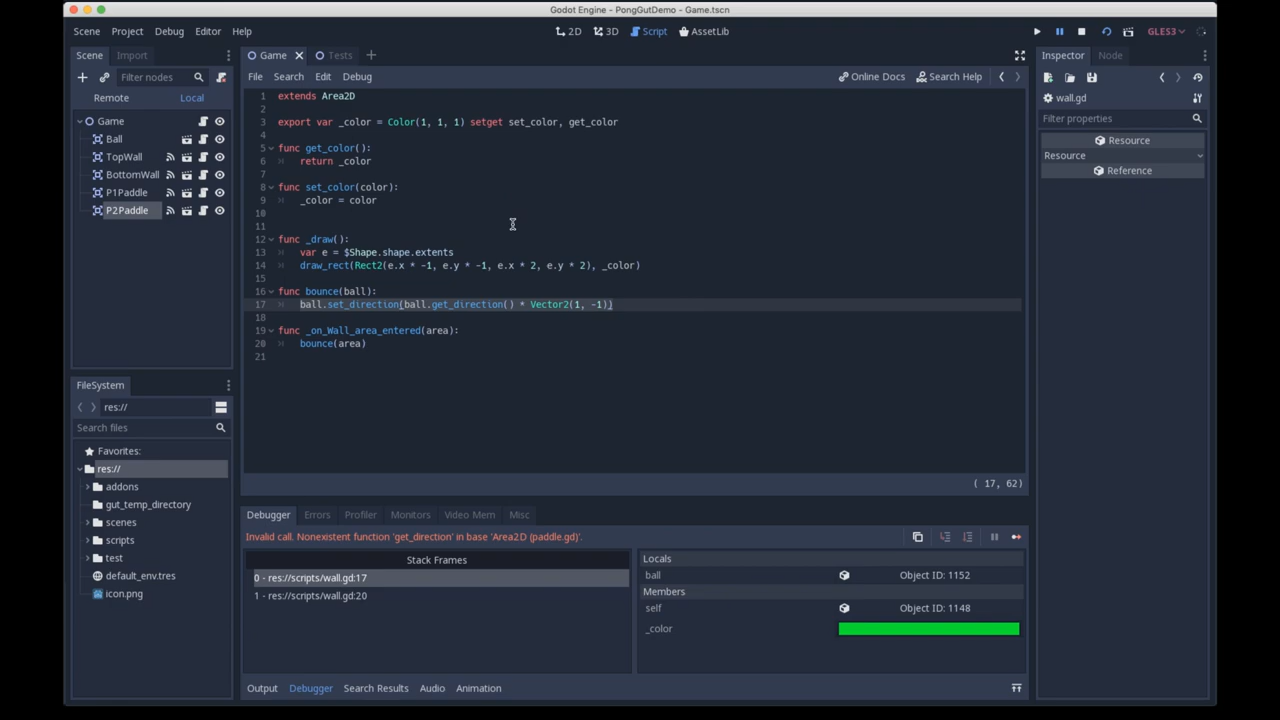 Godot Engine - PongGutDemo - Game.tscn
Scene Project Debug Editor Help
2D 3D Script AssetLib
GLES3
Scene Import
Filter nodes
Remote Local
Game
Ball
TopWall
BottomWall
P1Paddle
P2Paddle
FileSystem
res://
Search files
Favorites:
res://
addons
gut_temp_directory
scenes
scripts
test
default_env.tres
icon.png
Game Tests
File Search Edit Debug
Online Docs Search Help
1 extends Area2D
2
3 export var _color = Color(1, 1, 1) setget set_color, get_color
4
5 func get_color():
6 return _color
7
8 func set_color(color):
9 _color = color
10
11
12 func _draw():
13 var e = $Shape.shape.extents
14 draw_rect(Rect2(e.x * -1, e.y * -1, e.x * 2, e.y * 2), _color)
15
16 func bounce(ball):
17 ball.set_direction(ball.get_direction() * Vector2(1, -1))
18
19 func _on_Wall_area_entered(area):
20 bounce(area)
21
( 17, 62)
Debugger Errors Profiler Monitors Video Mem Misc
Invalid call. Nonexistent function 'get_direction' in base 'Area2D (paddle.gd)'.
Stack Frames
0 - res://scripts/wall.gd:17
1 - res://scripts/wall.gd:20
Locals
ball Object ID: 1152
Members
self Object ID: 1148
_color
Output Debugger Search Results Audio Animation
Inspector Node
wall.gd
Filter properties
Resource
Resource
Reference